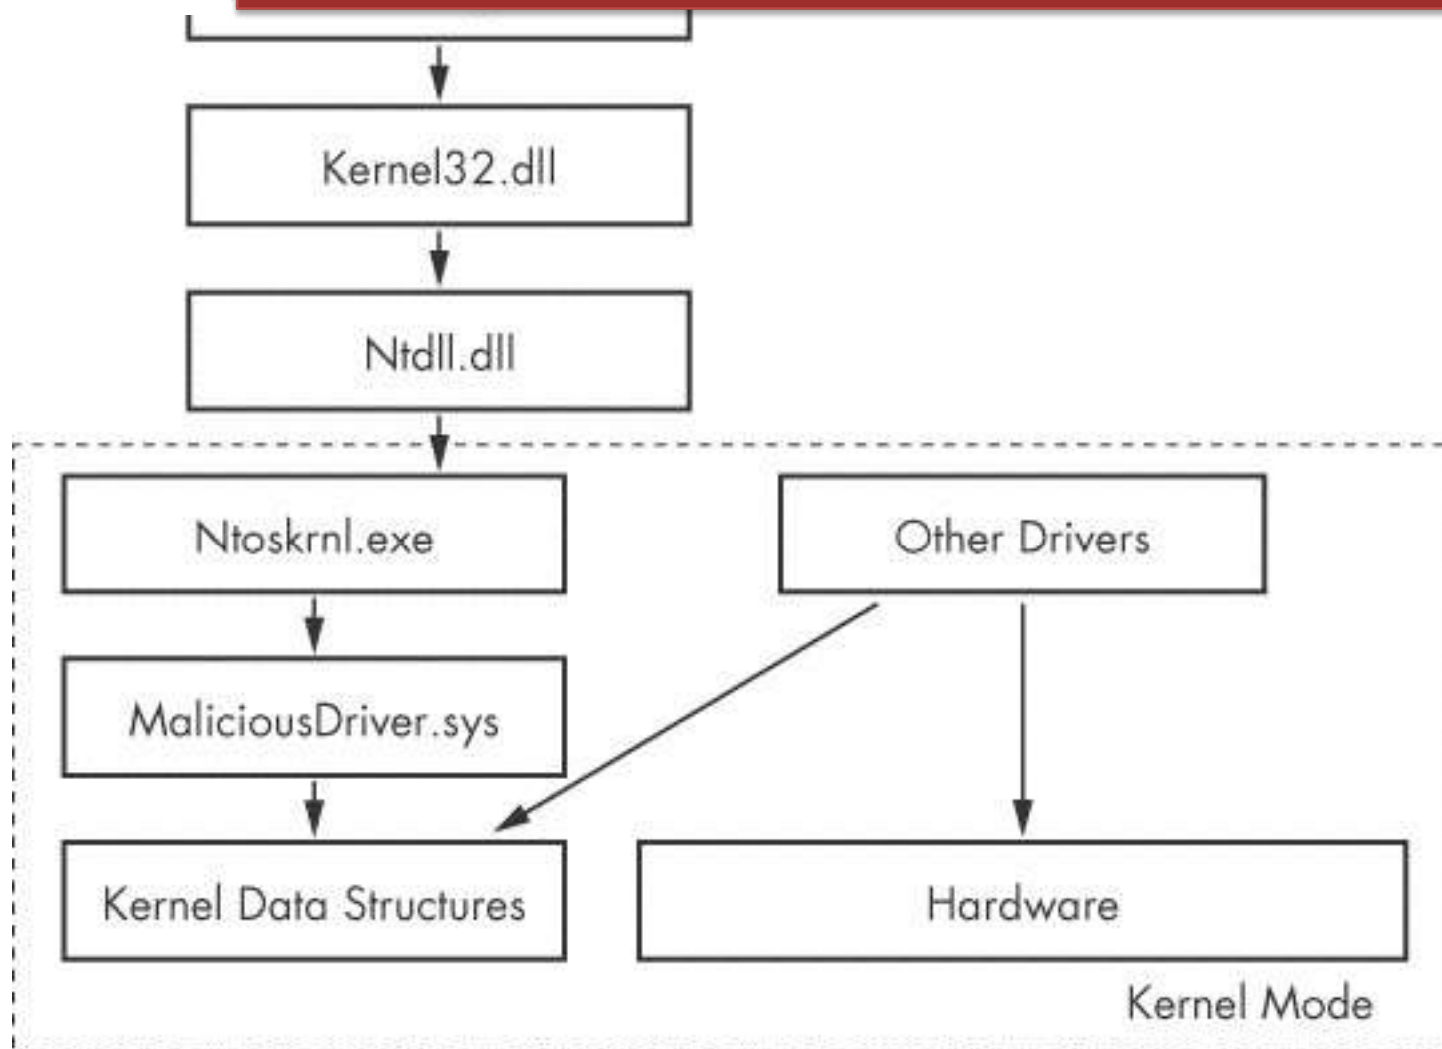 Kernel32.dll
Ntdll.dll
Ntoskrnl.exe
Other Drivers
MaliciousDriver.sys
Kernel Data Structures
Hardware
Kernel Mode